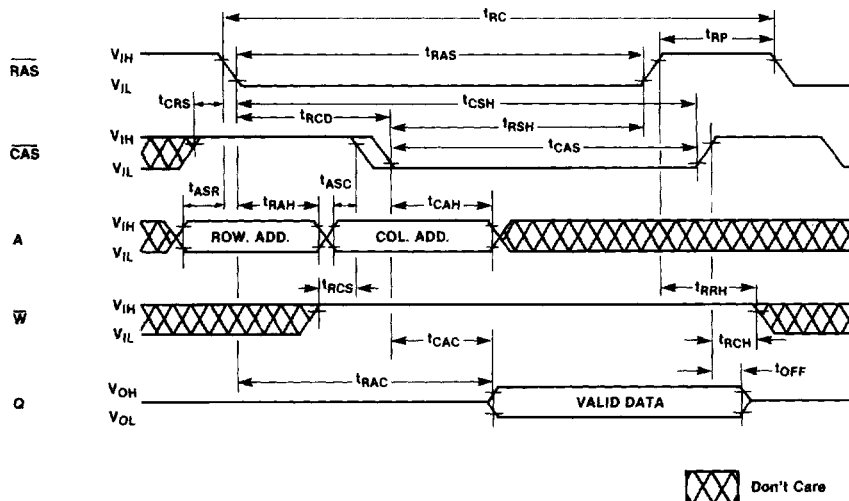 tRC
tRAS
tRP
RAS
VIH
VIL
tCRS
tRCD
tCSH
tRSH
CAS
VIH
VIL
tCAS
tASR
tRAH
tASC
tCAH
A
VIH
VIL
ROW. ADD.
COL. ADD.
tRCS
tRRH
W
VIH
VIL
tCAC
tRCH
tRAC
tOFF
Q
VOH
VOL
VALID DATA
Don't Care